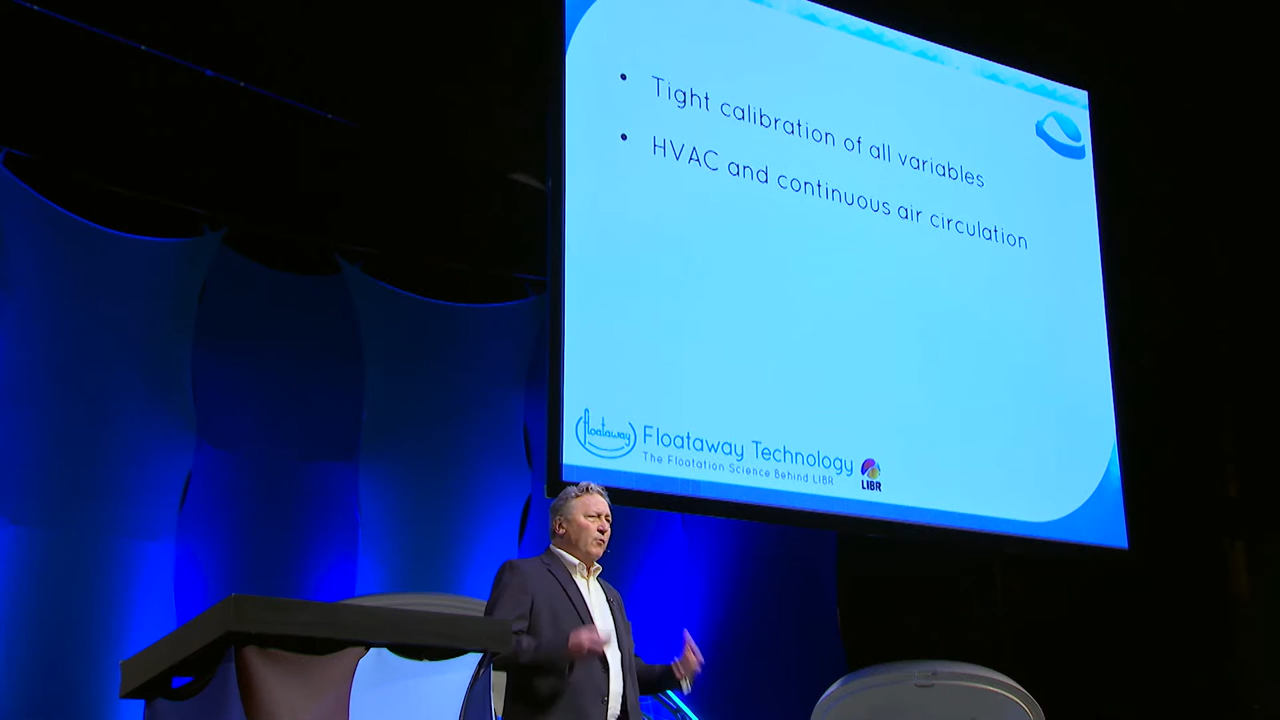 • Tight calibration of all variables
• HVAC and continuous air circulation
floataway
Floataway Technology
The Floatation Science Behind LIBR
LIBR